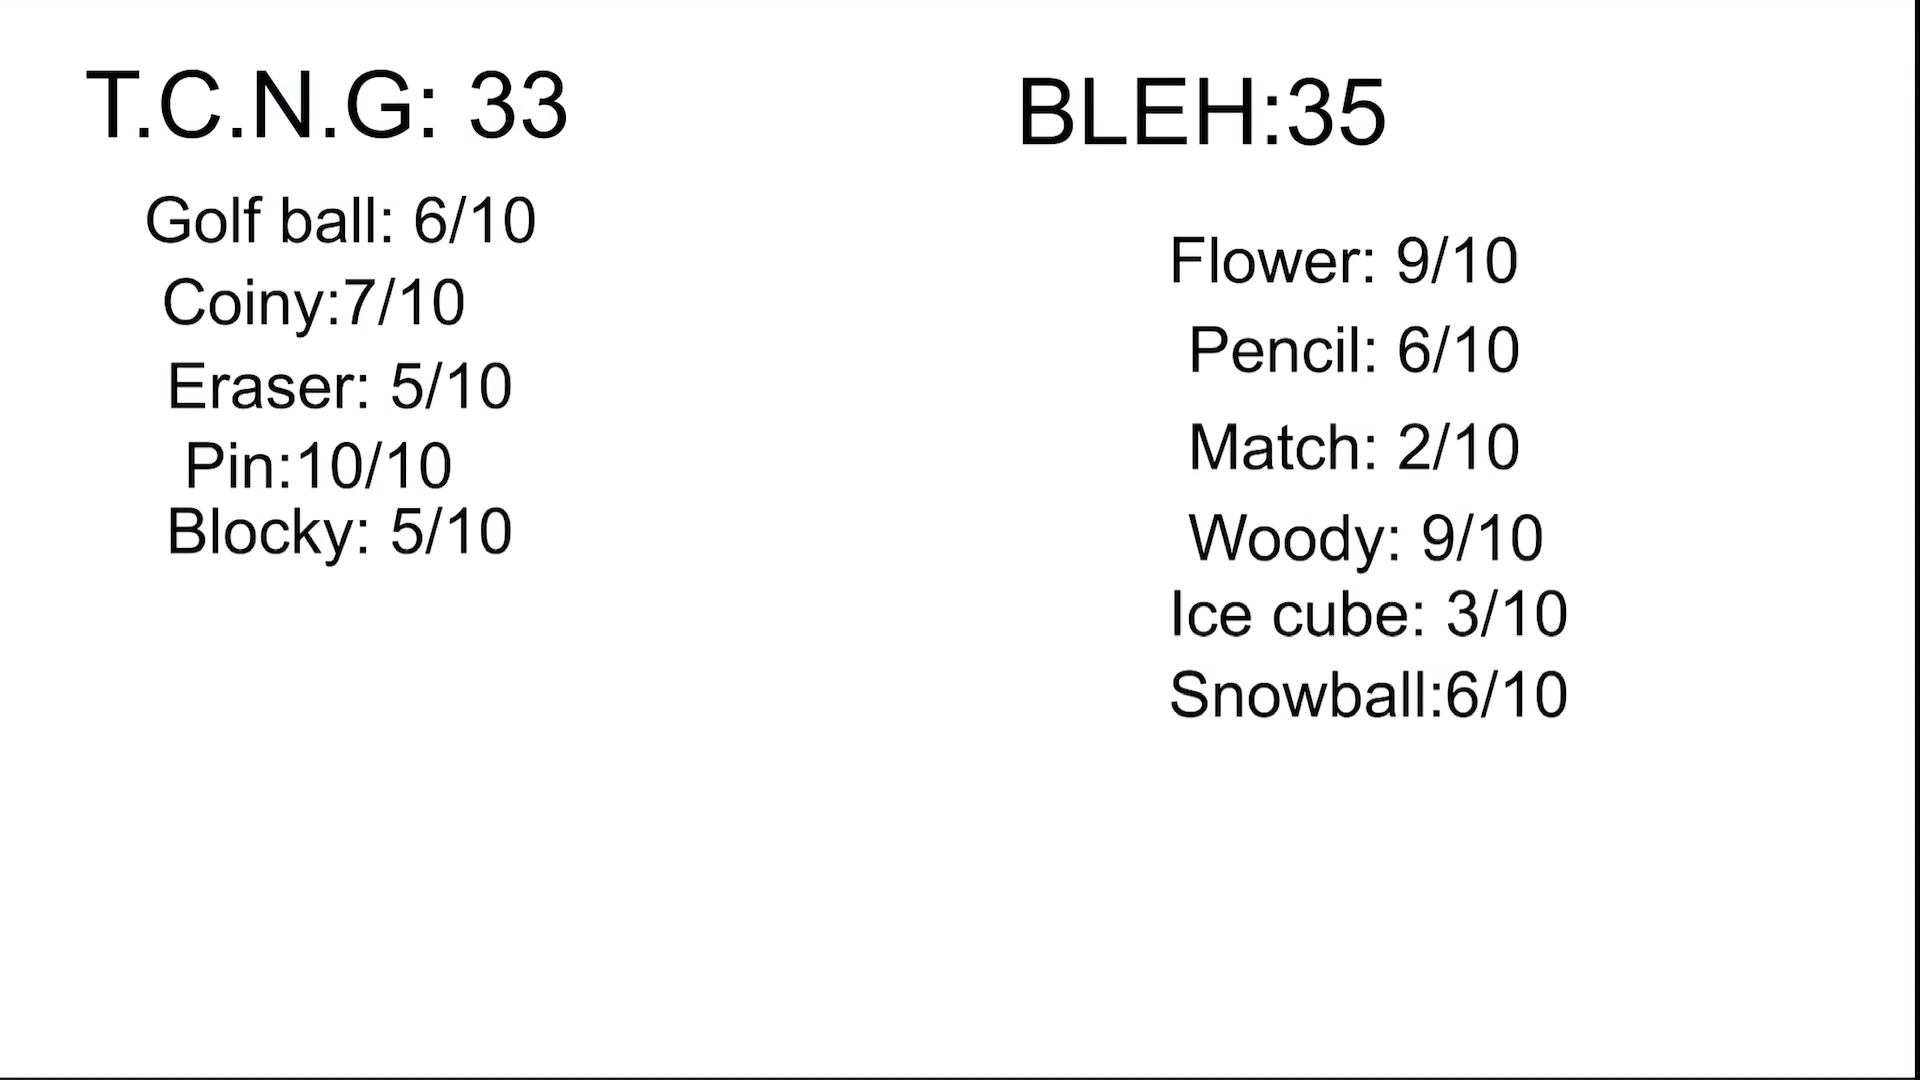 T.C.N.G: 33
Golf ball: 6/10
Coiny:7/10
Eraser: 5/10
Pin:10/10
Blocky: 5/10
BLEH:35
Flower: 9/10
Pencil: 6/10
Match: 2/10
Woody: 9/10
Ice cube: 3/10
Snowball:6/10